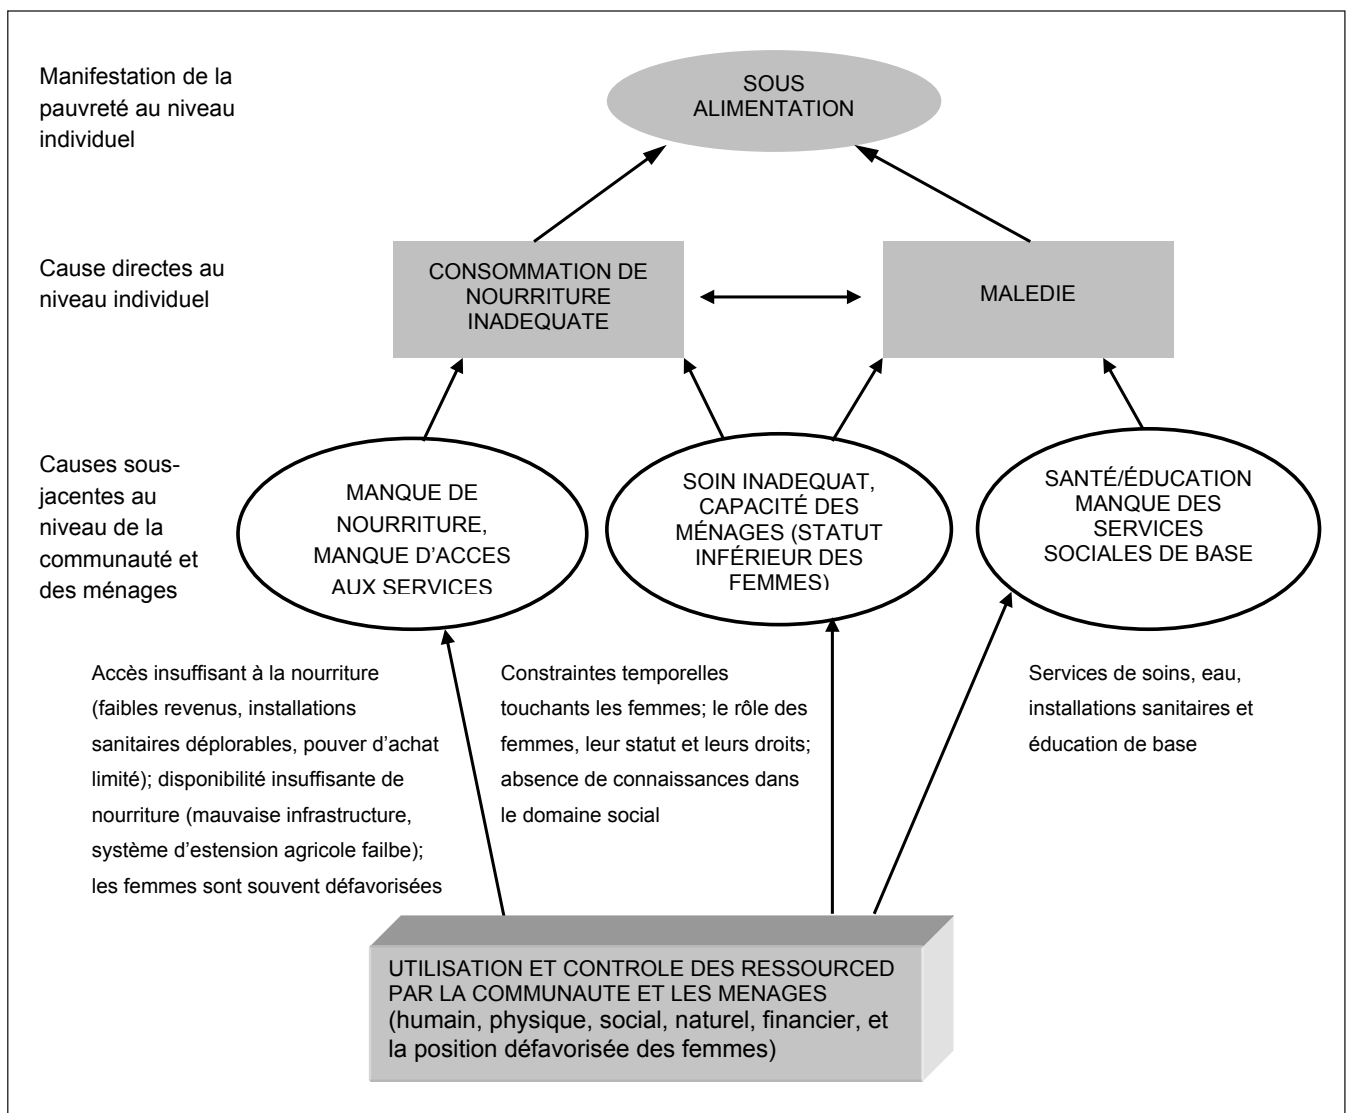 Manifestation de la
pauvreté au niveau
individuel
SOUS
ALIMENTATION
Cause directes au
niveau individuel
CONSOMMATION DE
NOURRITURE
INADEQUATE
MALEDIE
Causes sous-
jacentes au
niveau de la
communauté et
des ménages
MANQUE DE
NOURRITURE,
MANQUE D'ACCES
AUX SERVICES
SOIN INADEQUAT,
CAPACITÉ DES
MÉNAGES (STATUT
INFÉRIEUR DES
FEMMES)
SANTÉ/ÉDUCATION
MANQUE DES
SERVICES
SOCIALES DE BASE
Accès insuffisant à la nourriture
(faibles revenus, installations
sanitaires déplorables, pouver d'achat
limité); disponibilité insuffisante de
nourriture (mauvaise infrastructure,
système d'estension agricole failbe);
les femmes sont souvent défavorisées
Constraintes temporelles
touchants les femmes; le rôle des
femmes, leur statut et leurs droits;
absence de connaissances dans
le domaine social
Services de soins, eau,
installations sanitaires et
éducation de base
UTILISATION ET CONTROLE DES RESSOURCED
PAR LA COMMUNAUTE ET LES MENAGES
(humain, physique, social, naturel, financier, et
la position défavorisée des femmes)